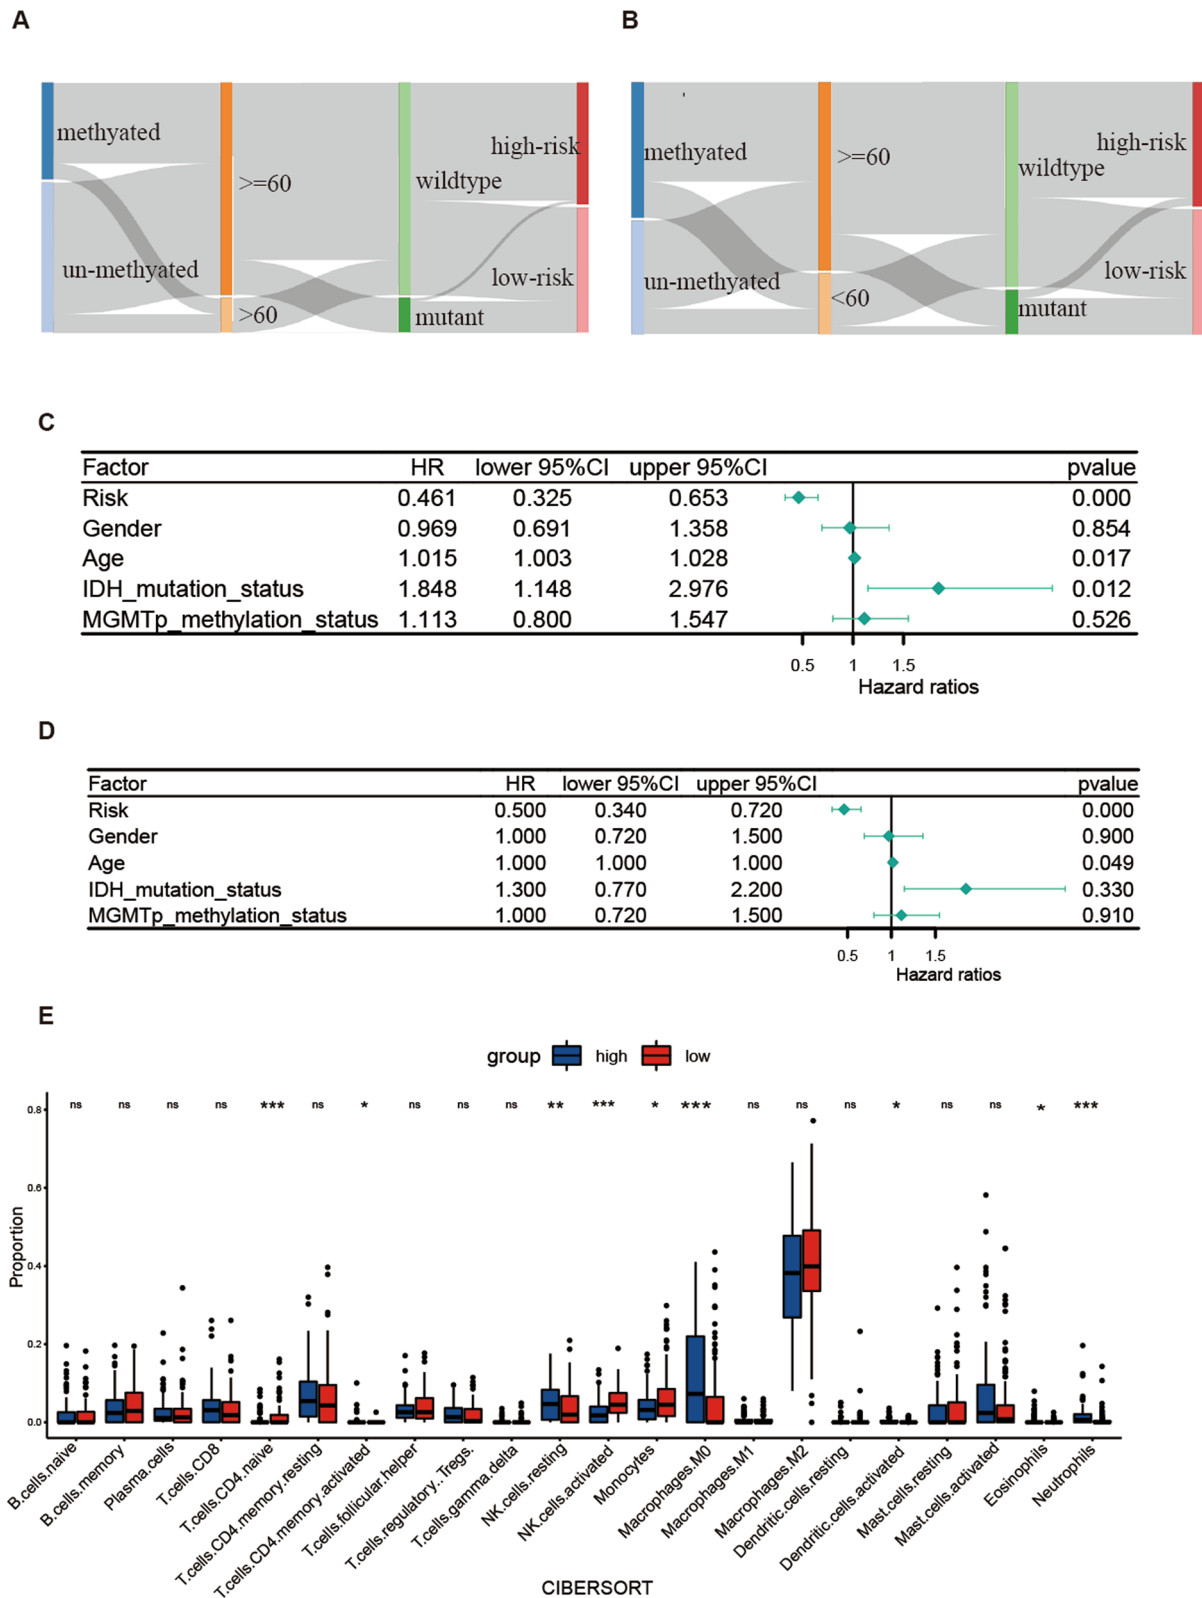 A
B
methyated
un-methyated
>=60
>60
wildtype
mutant
high-risk
low-risk
methyated
un-methyated
>=60
<60
wildtype
mutant
high-risk
low-risk
C
Factor HR lower 95%CI upper 95%CI pvalue
Risk 0.461 0.325 0.653 0.000
Gender 0.969 0.691 1.358 0.854
Age 1.015 1.003 1.028 0.017
IDH_mutation_status 1.848 1.148 2.976 0.012
MGMTp_methylation_status 1.113 0.800 1.547 0.526
0.5 1 1.5
Hazard ratios
D
Factor HR lower 95%CI upper 95%CI pvalue
Risk 0.500 0.340 0.720 0.000
Gender 1.000 0.720 1.500 0.900
Age 1.000 1.000 1.000 0.049
IDH_mutation_status 1.300 0.770 2.200 0.330
MGMTp_methylation_status 1.000 0.720 1.500 0.910
0.5 1 1.5
Hazard ratios
E
group high low
ns ns ns ns *** ns * ns ns ns ** *** * *** ns ns ns * ns ns * ***
Proportion
0.8
0.6
0.4
0.2
0.0
B.cells.naive
B.cells.memory
Plasma.cells
T.cells.CD8
T.cells.CD4.naive
T.cells.CD4.memory.resting
T.cells.CD4.memory.activated
T.cells.follicular.helper
T.cells.regulatory..Tregs.
T.cells.gamma.delta
NK.cells.resting
NK.cells.activated
Monocytes
Macrophages.M0
Macrophages.M1
Macrophages.M2
Dendritic.cells.resting
Dendritic.cells.activated
Mast.cells.resting
Mast.cells.activated
Eosinophils
Neutrophils
CIBERSORT